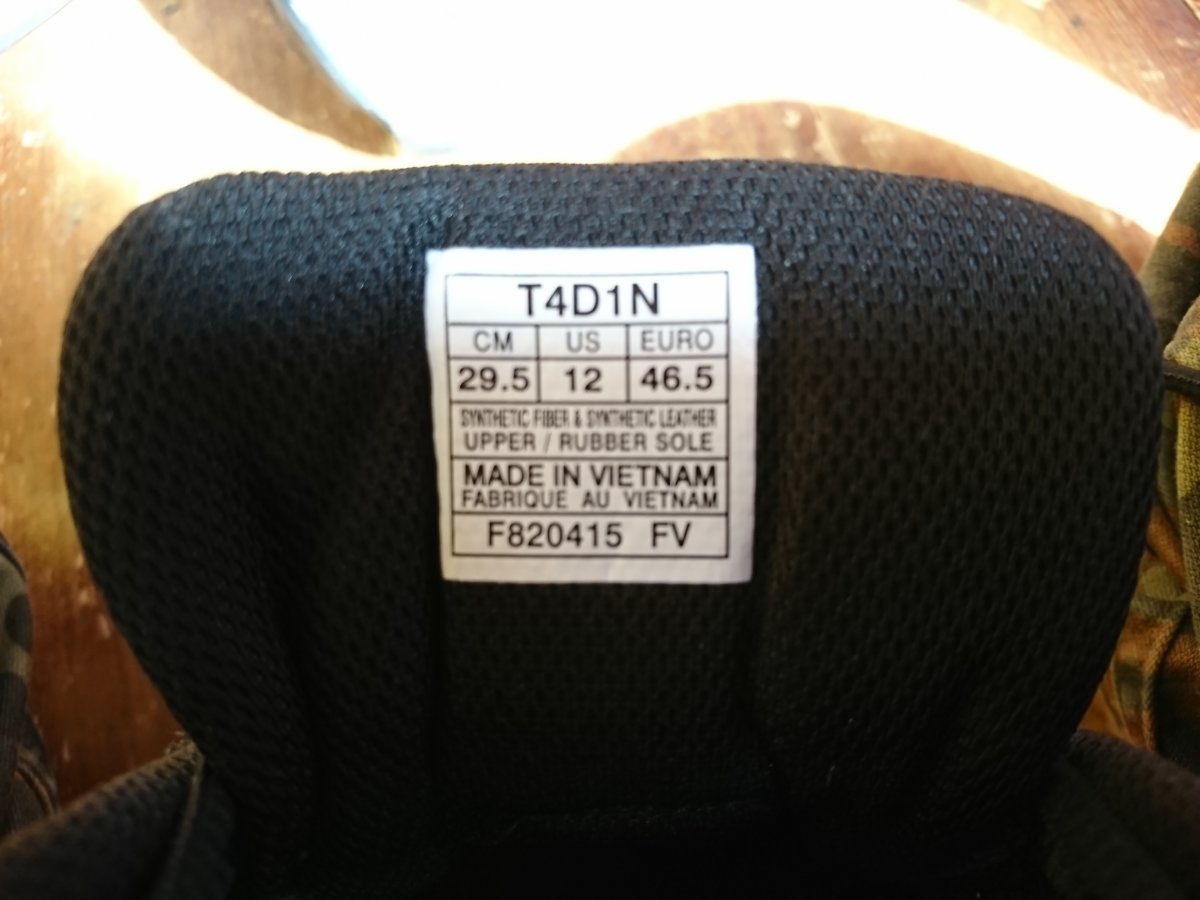 T4D1N
CM US EURO
29.5 12 46.5
SYNTHETIC FIBER & SYNTHETIC LEATHER
UPPER / RUBBER SOLE
MADE IN VIETNAM
FABRIQUE AU VIETNAM
F820415 FV